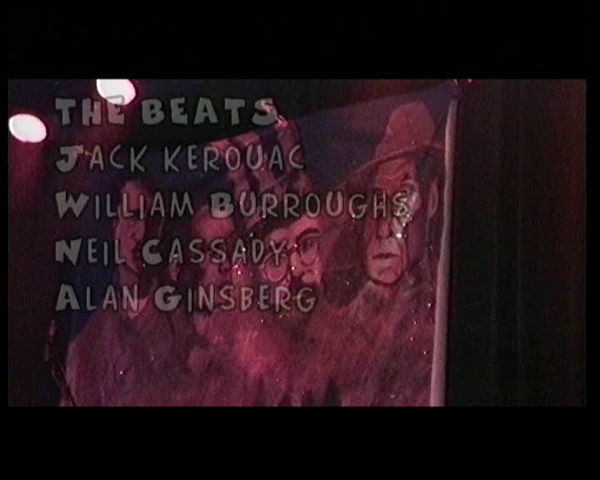 THE BEATS
JACK KEROUAC
WILLIAM BURROUGHS
NEIL CASSADY
ALAN GINSBERG